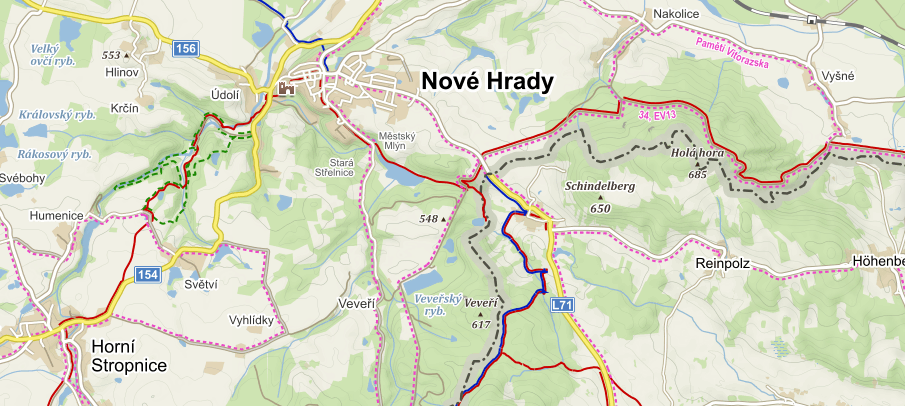 Nakolice
Velký
ovčí ryb.
156
553
Hlinov
Paměti Vitorazska
Vyšné
Nové Hrady
Údolí
Krčín
Královský ryb.
34, EV13
Městský
Mlýn
Rákosový ryb.
Stará
Střelnice
Holá hora
685
Svébohy
Schindelberg
650
Humenice
548
Reinpolz
Höhenbe
154
Světví
Veveří
Veveřský
ryb.
Veveří
617
L71
Vyhlídky
Horní
Stropnice